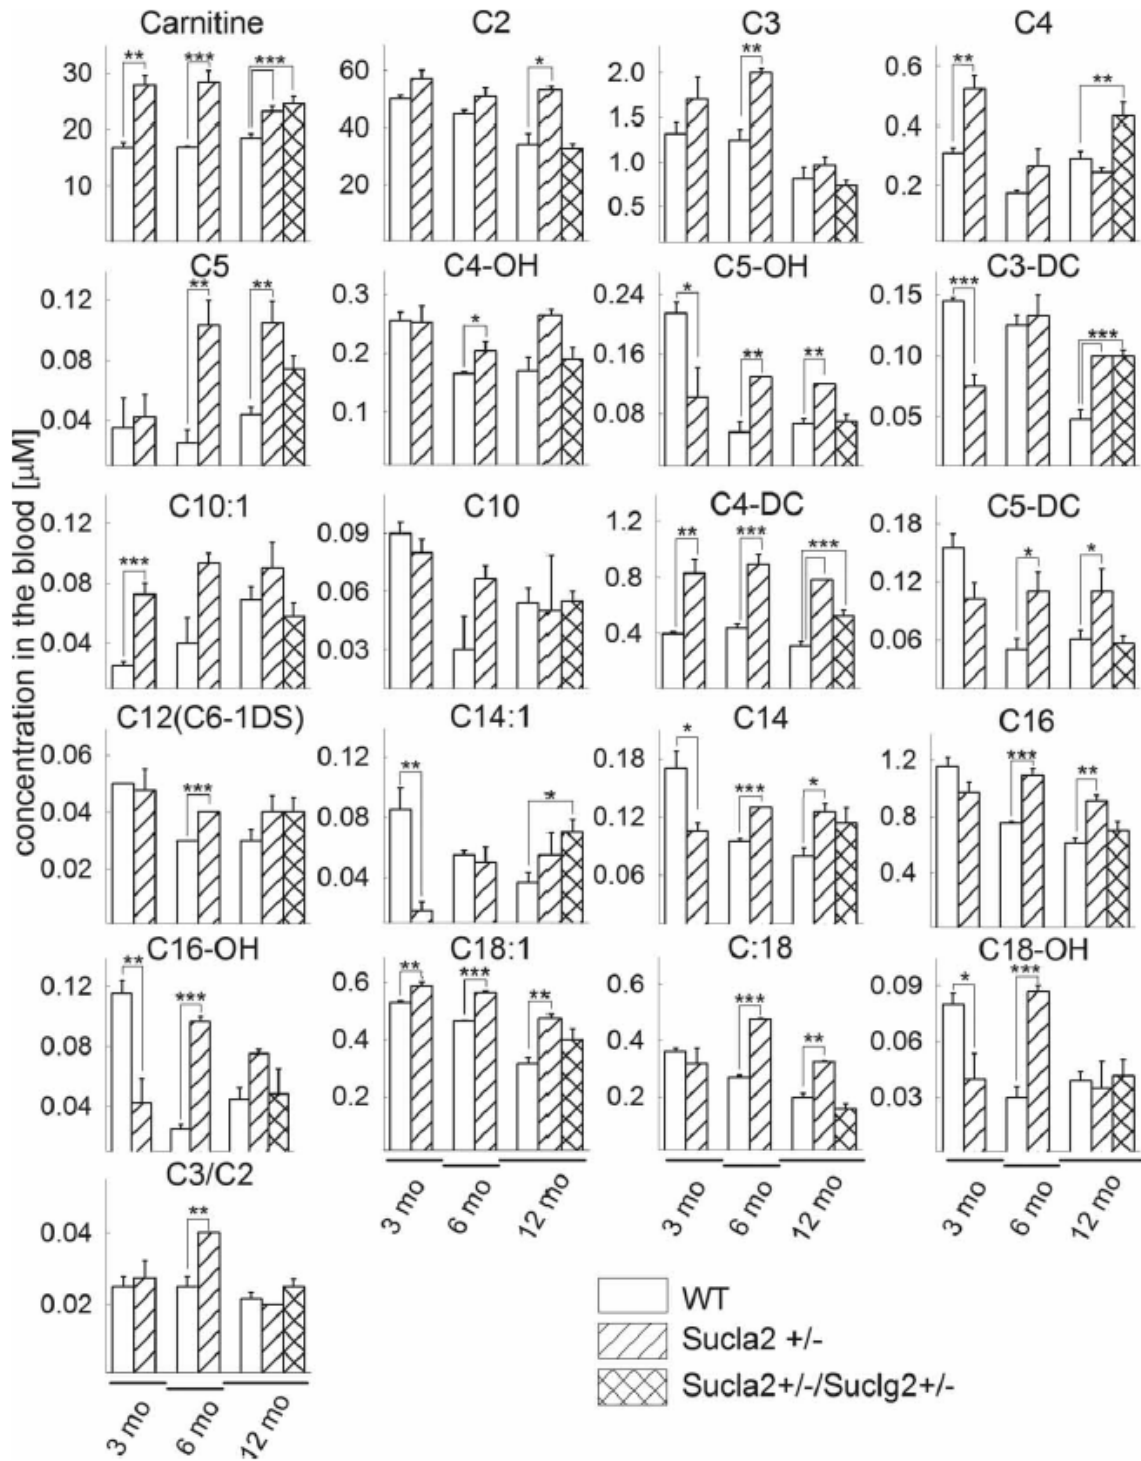 Carnitine C2 C3 C4
30 ** *** *** 60 * 2.0 ** 0.6 ** **
20 40 1.5 0.4
10 20 1.0 0.2
0.5
C5 C4-OH C5-OH C3-DC
0.12 ** ** 0.3 * 0.24 * ** ** 0.15 *** ***
0.08 0.2 0.16 0.10
0.04 0.1 0.08 0.05
concentration in the blood [µM]
C10:1 C10 C4-DC C5-DC
0.12 *** 0.09 1.2 ** *** *** 0.18 * *
0.08 0.06 0.8 0.12
0.04 0.03 0.4 0.06
C12(C6-1DS) C14:1 C14 C16
0.06 *** 0.12 ** * 0.18 * *** * 1.2 *** **
0.04 0.08 0.12 0.8
0.02 0.04 0.06 0.4
C16-OH C18:1 C:18 C18-OH
0.12 ** *** 0.6 ** *** ** 0.6 *** ** 0.09 * ***
0.08 0.4 0.4 0.06
0.04 0.2 0.2 0.03
3 mo 6 mo 12 mo 3 mo 6 mo 12 mo 3 mo 6 mo 12 mo
C3/C2
0.04 **
0.02
3 mo 6 mo 12 mo
WT
Sucla2 +/-
Sucla2+/-/Suclg2+/-